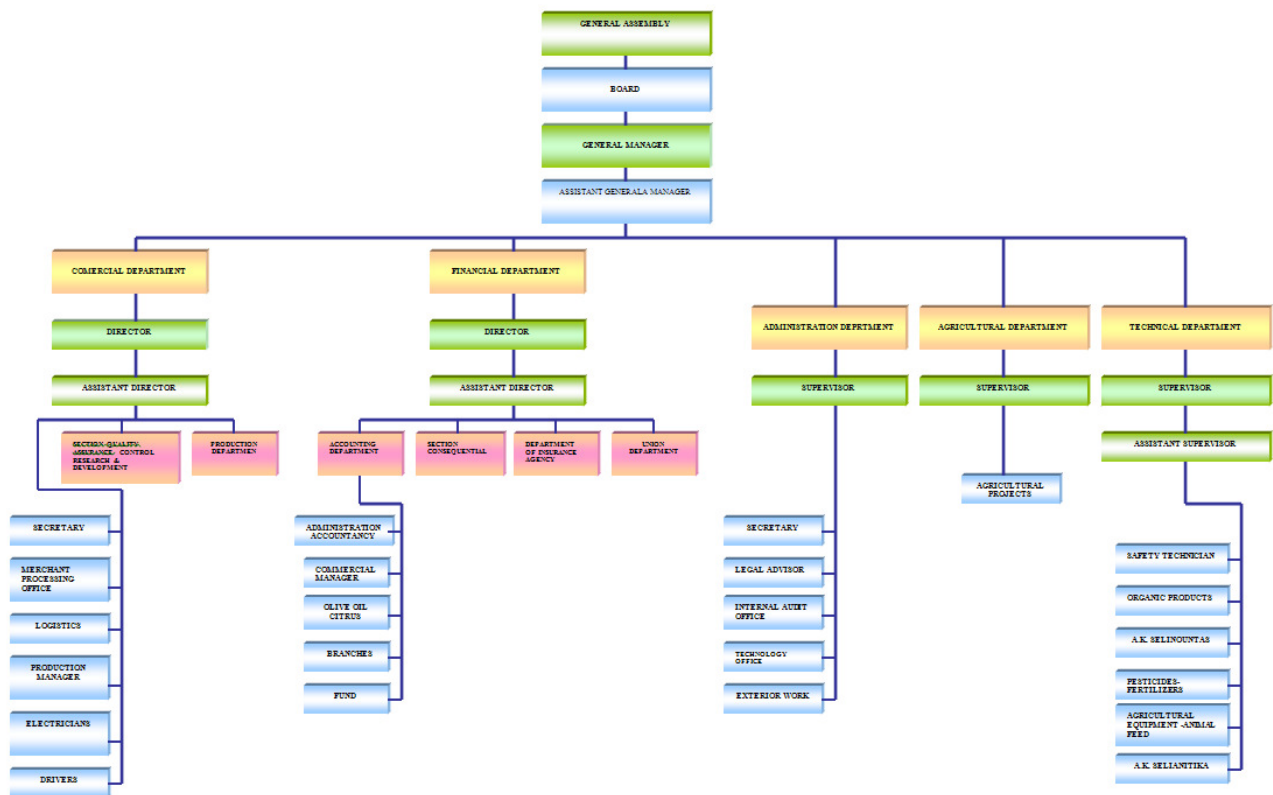 GENERAL ASSEMBLY
BOARD
GENERAL MANAGER
ASSISTANT GENERALA MANAGER
COMERCIAL DEPARTMENT
DIRECTOR
ASSISTANT DIRECTOR
SECTION-QUALITY-
ASSURANCE, CONTROL
RESEARCH &
DEVELOPMENT
PRODUCTION
DEPARTMEN
SECRETARY
MERCHANT
PROCESSING
OFFICE
LOGISTICS
PRODUCTION
MANAGER
ELECTRICIANS
DRIVERS
FINANCIAL DEPARTMENT
DIRECTOR
ASSISTANT DIRECTOR
ACCOUNTING
DEPARTMENT
SECTION
CONSEQUENTIAL
DEPARTMENT
OF INSURANCE
AGENCY
UNION
DEPARTMENT
ADMINISTRATION
ACCOUNTANCY
COMMERCIAL
MANAGER
OLIVE OIL
CITRUS
BRANCHES
FUND
ADMINISTRATION DEPRTMENT
SUPERVISOR
SECRETARY
LEGAL ADVISOR
INTERNAL AUDIT
OFFICE
TECHNOLOGY
OFFICE
EXTERIOR WORK
AGRICULTURAL DEPARTMENT
SUPERVISOR
AGRICULTURAL
PROJECTS
TECHNICAL DEPARTMENT
SUPERVISOR
ASSISTANT SUPERVISOR
SAFETY TECHNICIAN
ORGANIC PRODUCTS
A.K. SELINOUNTAS
PESTICIDES-
FERTILIZERS
AGRICULTURAL
EQUIPMENT -ANIMAL
FEED
A.K. SELIANITIKA